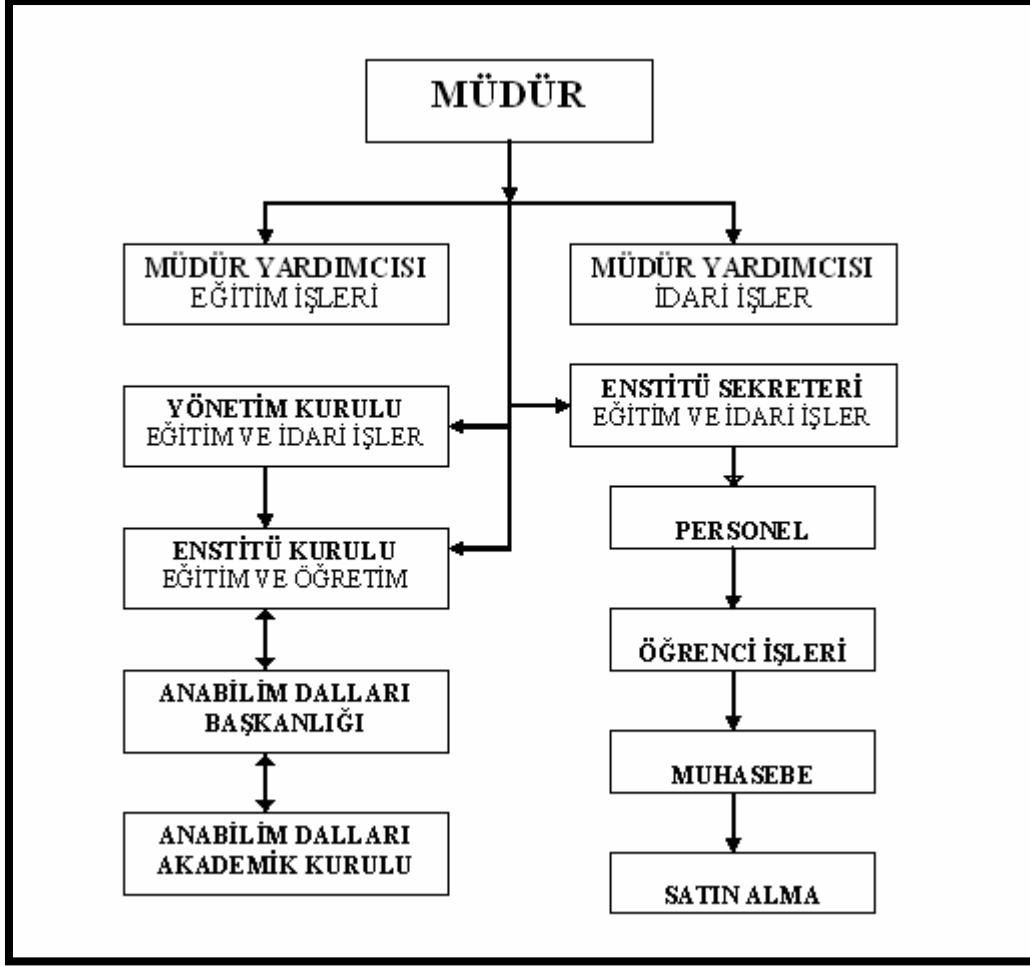 MÜDÜR
MÜDÜR YARDIMCISI
EĞİTİM İŞLERİ
MÜDÜR YARDIMCISI
İDARİ İŞLER
YÖNETİM KURULU
EĞİTİM VE İDARİ İŞLER
ENSTİTÜ SEKRETERİ
EĞİTİM VE İDARİ İŞLER
ENSTİTÜ KURULU
EĞİTİM VE ÖĞRETİM
PERSONEL
ÖĞRENCİ İŞLERİ
ANABİLİM DALLARI
BAŞKANLIĞI
MUHASEBE
ANABİLİM DALLARI
AKADEMİK KURULU
SATIN ALMA